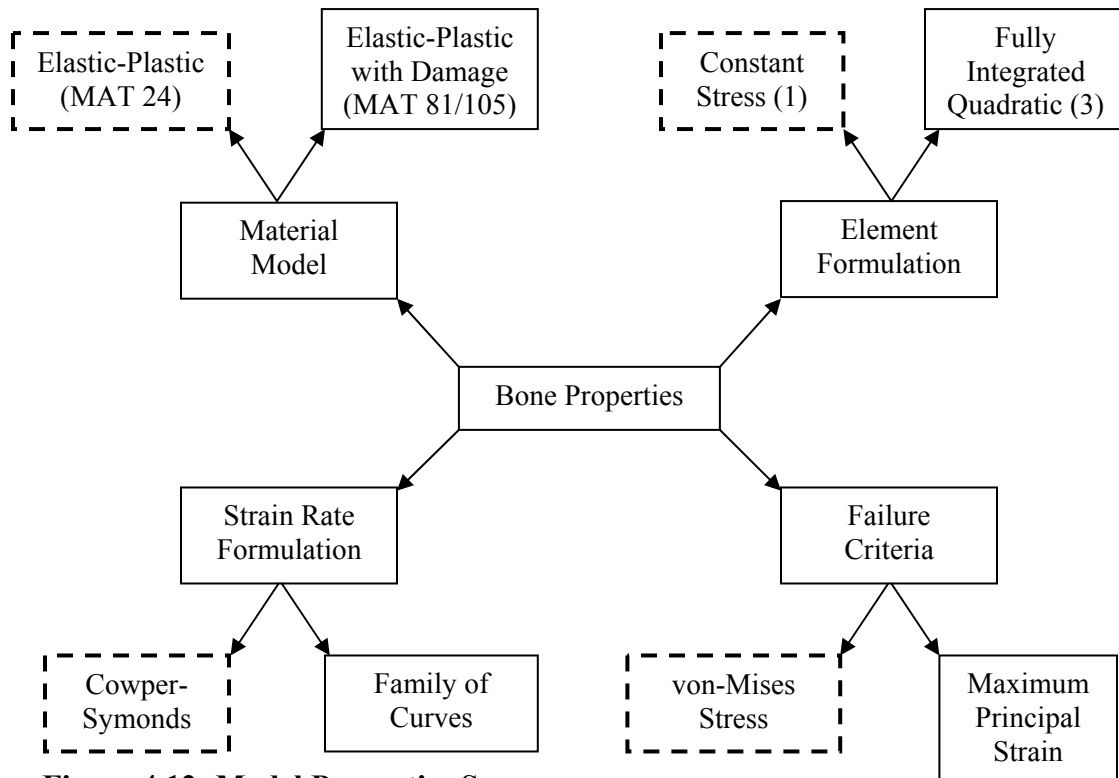 Elastic-Plastic
(MAT 24)
Elastic-Plastic
with Damage
(MAT 81/105)
Constant
Stress (1)
Fully
Integrated
Quadratic (3)
Material
Model
Element
Formulation
Bone Properties
Strain Rate
Formulation
Failure
Criteria
Cowper-
Symonds
Family of
Curves
von-Mises
Stress
Maximum
Principal
Strain